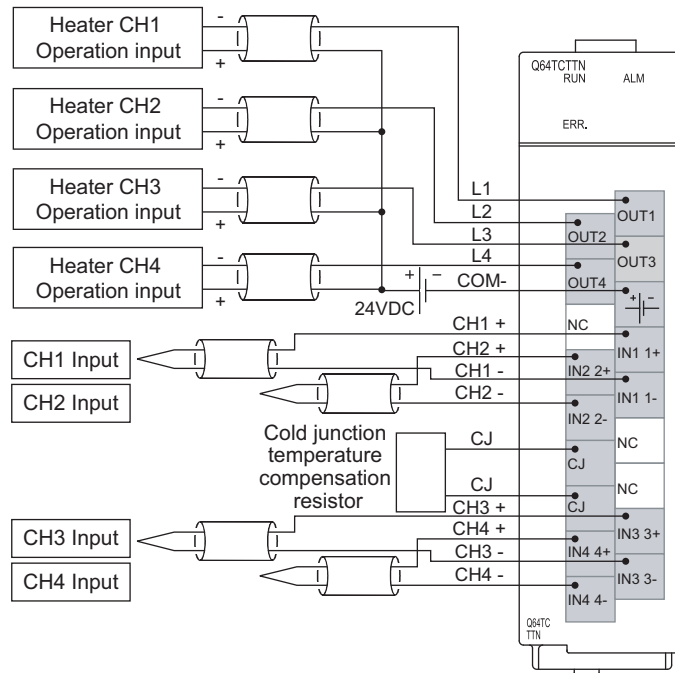 Heater CH1
Operation input
-
+
Heater CH2
Operation input
-
+
Heater CH3
Operation input
-
+
Heater CH4
Operation input
-
+
Q64TCTTN
RUN
ALM
ERR.
L1
L2
L3
L4
COM-
+ −
24VDC
OUT1
OUT2
OUT3
OUT4
+ −
NC
CH1 +
CH2 +
CH1 -
CH2 -
IN1 1+
IN2 2+
IN1 1-
IN2 2-
CH1 Input
CH2 Input
Cold junction
temperature
compensation
resistor
CJ
CJ
CJ
CJ
NC
NC
CH3 +
CH4 +
CH3 -
CH4 -
IN3 3+
IN4 4+
IN3 3-
IN4 4-
CH3 Input
CH4 Input
Q64TC
TTN